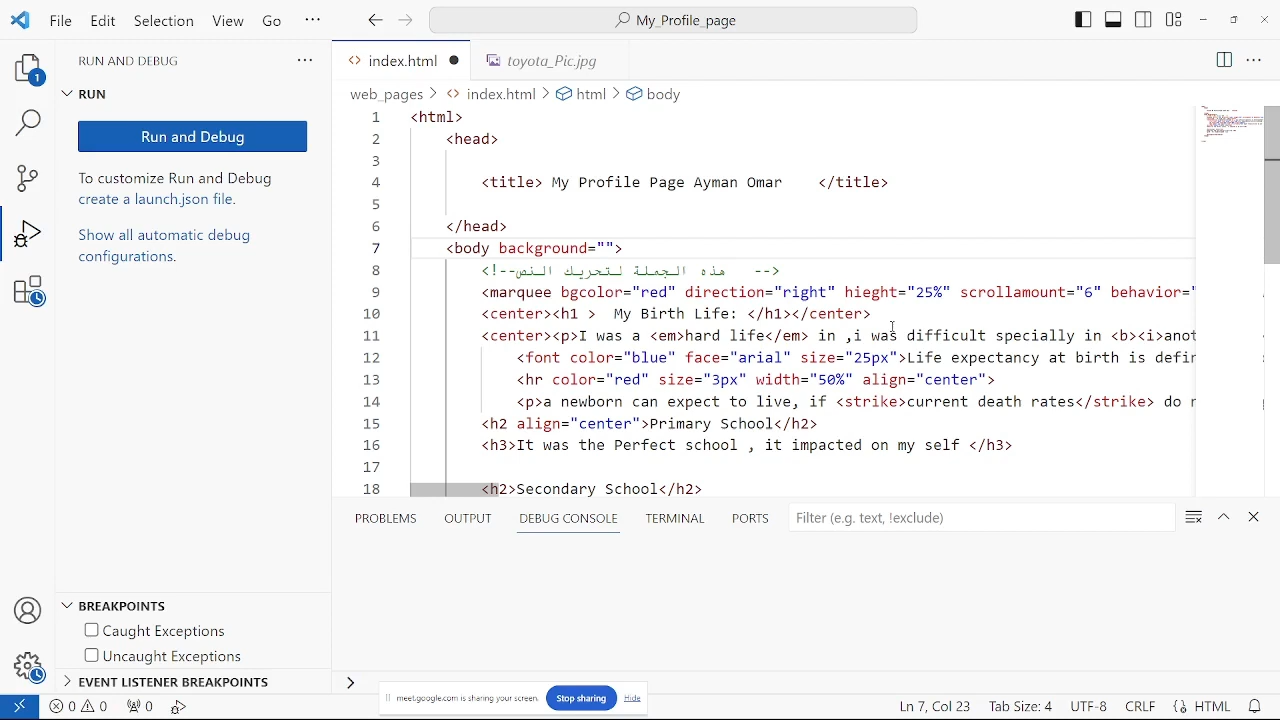 File Edit Selection View Go ···
My_Profile_page
RUN AND DEBUG ···
RUN
Run and Debug
To customize Run and Debug
create a launch.json file.
Show all automatic debug
configurations.
index.html
toyota_Pic.jpg
web_pages > index.html > html > body
1 <html>
2 <head>
3
4 <title> My Profile Page Ayman Omar </title>
5
6 </head>
7 <body background="">
8 <!--هذه الجملة لتحريك النص -->
9 <marquee bgcolor="red" direction="right" hieght="25%" scrollamount="6" behavior="
10 <center><h1 > My Birth Life: </h1></center>
11 <center><p>I was a <em>hard life</em> in ,i was difficult specially in <b><i>anot
12 <font color="blue" face="arial" size="25px">Life expectancy at birth is defin
13 <hr color="red" size="3px" width="50%" align="center">
14 <p>a newborn can expect to live, if <strike>current death rates</strike> do n
15 <h2 align="center">Primary School</h2>
16 <h3>It was the Perfect school , it impacted on my self </h3>
17
18 <h2>Secondary School</h2>
PROBLEMS OUTPUT DEBUG CONSOLE TERMINAL PORTS Filter (e.g. text, !exclude)
BREAKPOINTS
Caught Exceptions
Uncaught Exceptions
EVENT LISTENER BREAKPOINTS
1
meet.google.com is sharing your screen. Stop sharing Hide
0 0 0 Ln 7, Col 23 Tab Size: 4 UTF-8 CRLF HTML